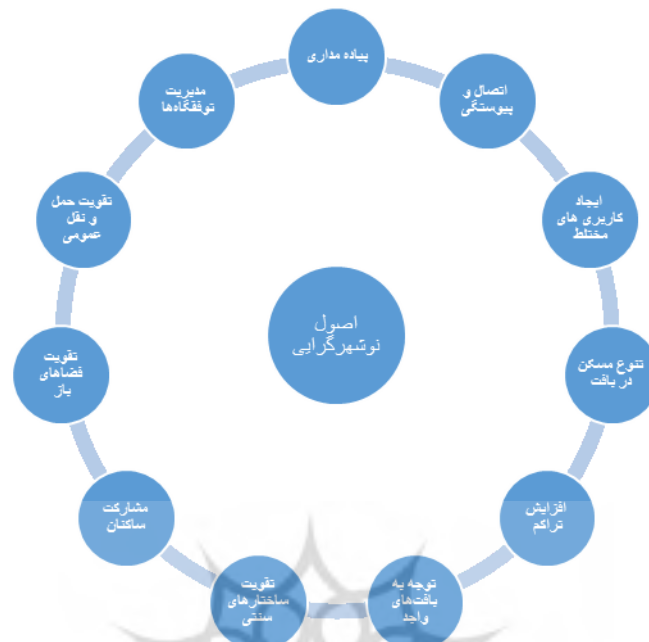 پیاده مداری
اتصال و
پیوستگی
ایجاد
کاربری های
مختلط
تنوع مسکن
در بافت
افزایش
تراکم
توجه به
بافت‌های
واجد
تقویت
ساختارهای
سنتی
مشارکت
ساکنان
تقویت
فضاهای
باز
تقویت حمل
و نقل
عمومی
مدیریت
توقفگاه‌ها
اصول
نوشهرگرایی